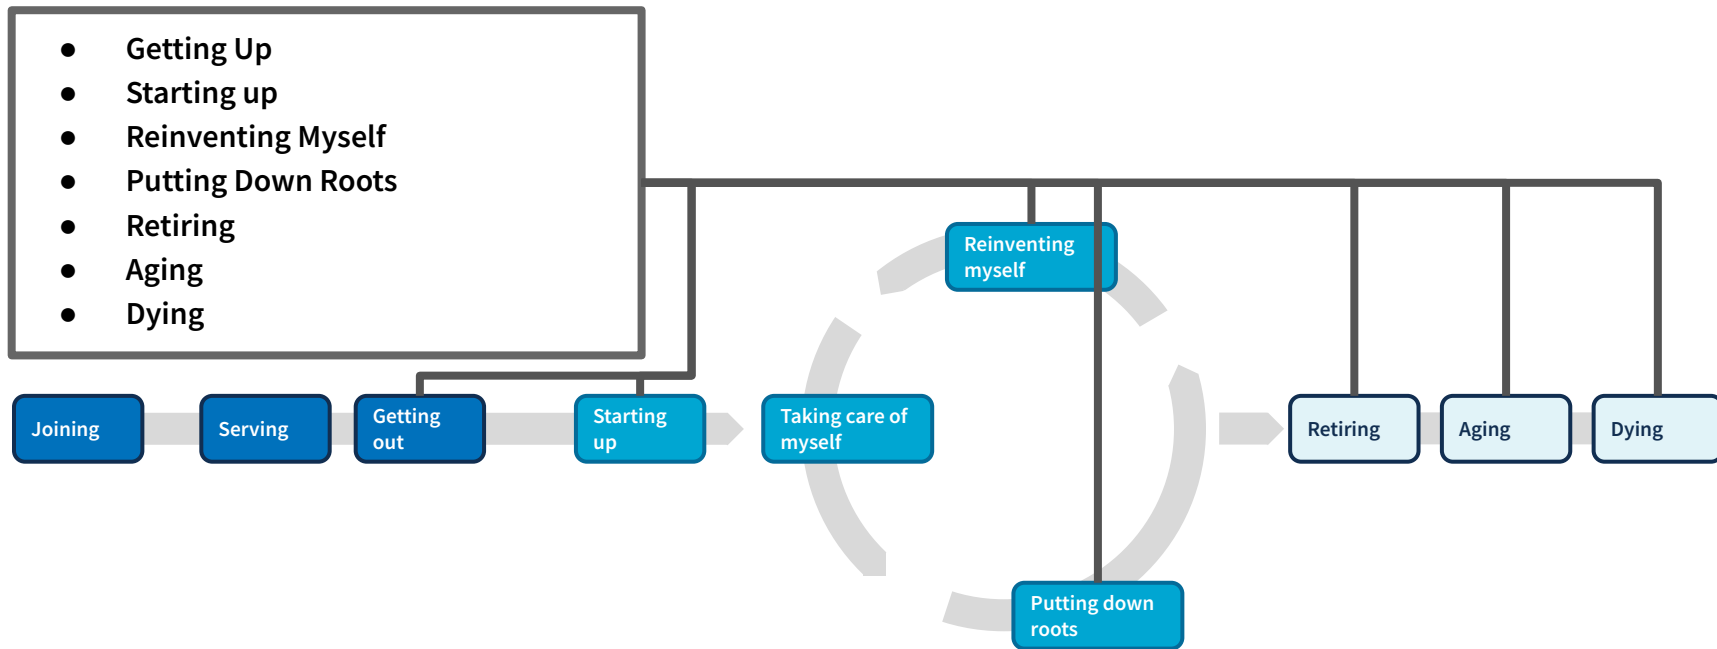 ● Getting Up
● Starting up
● Reinventing Myself
● Putting Down Roots
● Retiring
● Aging
● Dying
Reinventing
myself
Joining
Serving
Getting
out
Starting
up
Taking care of
myself
Retiring
Aging
Dying
Putting down
roots